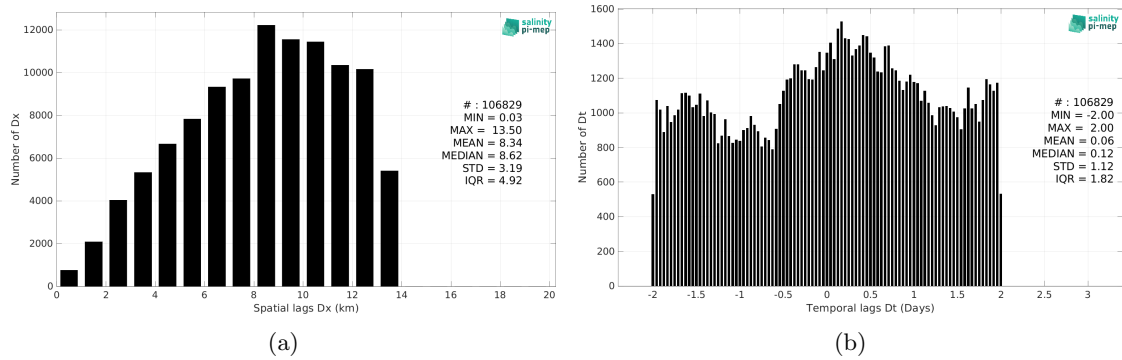 12000
10000
8000
6000
4000
2000
0
Number of Dx
0 2 4 6 8 10 12 14 16 18 20
Spatial lags Dx (km)
salinity
pi-mep
# : 106829
MIN = 0.03
MAX = 13.50
MEAN = 8.34
MEDIAN = 8.62
STD = 3.19
IQR = 4.92
(a)
1600
1400
1200
1000
800
600
400
200
0
Number of Dt
-2 -1.5 -1 -0.5 0 0.5 1 1.5 2 2.5 3
Temporal lags Dt (Days)
salinity
pi-mep
# : 106829
MIN = -2.00
MAX = 2.00
MEAN = 0.06
MEDIAN = 0.12
STD = 1.12
IQR = 1.82
(b)